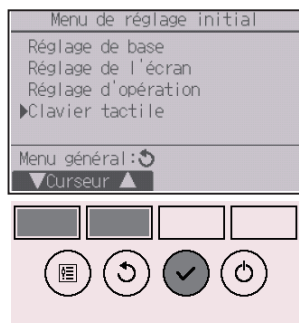 Menu de réglage initial
Réglage de base
Réglage de l'écran
Réglage d'opération
▶Clavier tactile
Menu général:
▼Curseur▲